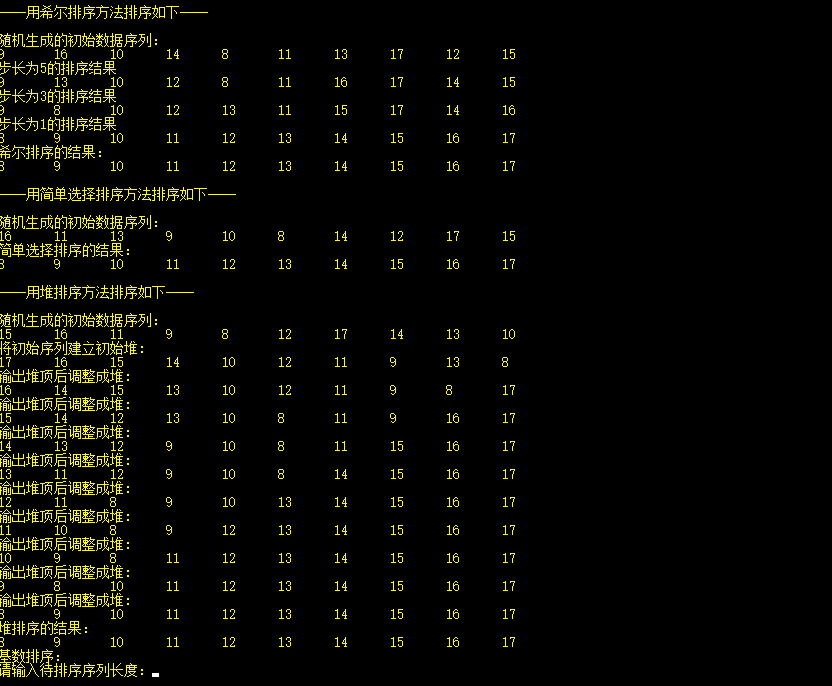 ────用希尔排序方法排序如下────
随机生成的初始数据序列:
9 16 10 14 8 11 13 17 12 15
步长为5的排序结果
9 13 10 12 8 11 16 17 14 15
步长为3的排序结果
9 8 10 12 13 11 15 17 14 16
步长为1的排序结果
8 9 10 11 12 13 14 15 16 17
希尔排序的结果:
8 9 10 11 12 13 14 15 16 17
────用简单选择排序方法排序如下────
随机生成的初始数据序列:
16 11 13 9 10 8 14 12 17 15
简单选择排序的结果:
8 9 10 11 12 13 14 15 16 17
────用堆排序方法排序如下────
随机生成的初始数据序列:
15 16 11 9 8 12 17 14 13 10
将初始序列建立初始堆:
17 16 15 14 10 12 11 9 13 8
输出堆顶后调整成堆:
16 14 15 13 10 12 11 9 8 17
输出堆顶后调整成堆:
15 14 12 13 10 8 11 9 16 17
输出堆顶后调整成堆:
14 13 12 9 10 8 11 15 16 17
输出堆顶后调整成堆:
13 11 12 9 10 8 14 15 16 17
输出堆顶后调整成堆:
12 11 8 9 10 13 14 15 16 17
输出堆顶后调整成堆:
11 10 8 9 12 13 14 15 16 17
输出堆顶后调整成堆:
10 9 8 11 12 13 14 15 16 17
输出堆顶后调整成堆:
9 8 10 11 12 13 14 15 16 17
输出堆顶后调整成堆:
8 9 10 11 12 13 14 15 16 17
堆排序的结果:
8 9 10 11 12 13 14 15 16 17
基数排序:
请输入待排序序列长度: